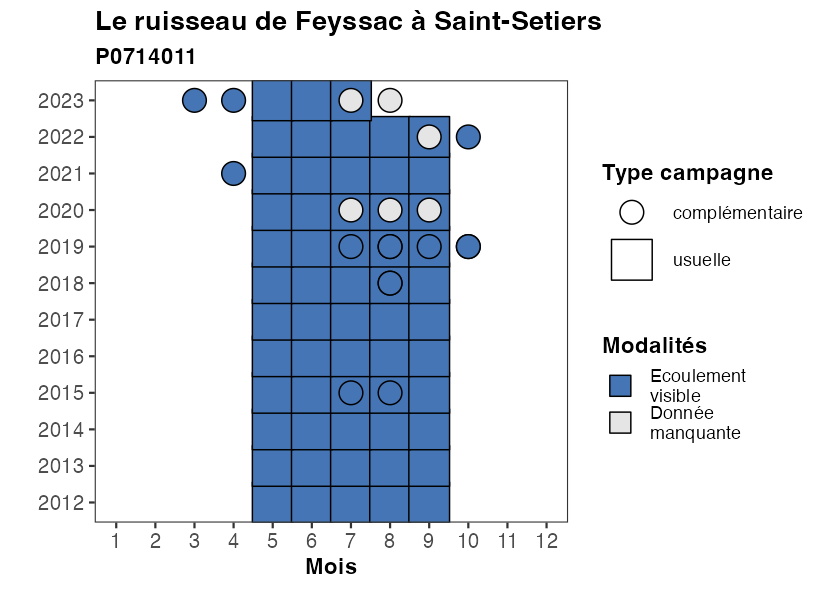 Le ruisseau de Feyssac à Saint-Setiers
P0714011
2023
2022
2021
2020
2019
2018
2017
2016
2015
2014
2013
2012
1 2 3 4 5 6 7 8 9 10 11 12
Mois
Type campagne
complémentaire
usuelle
Modalités
Ecoulement
visible
Donnée
manquante